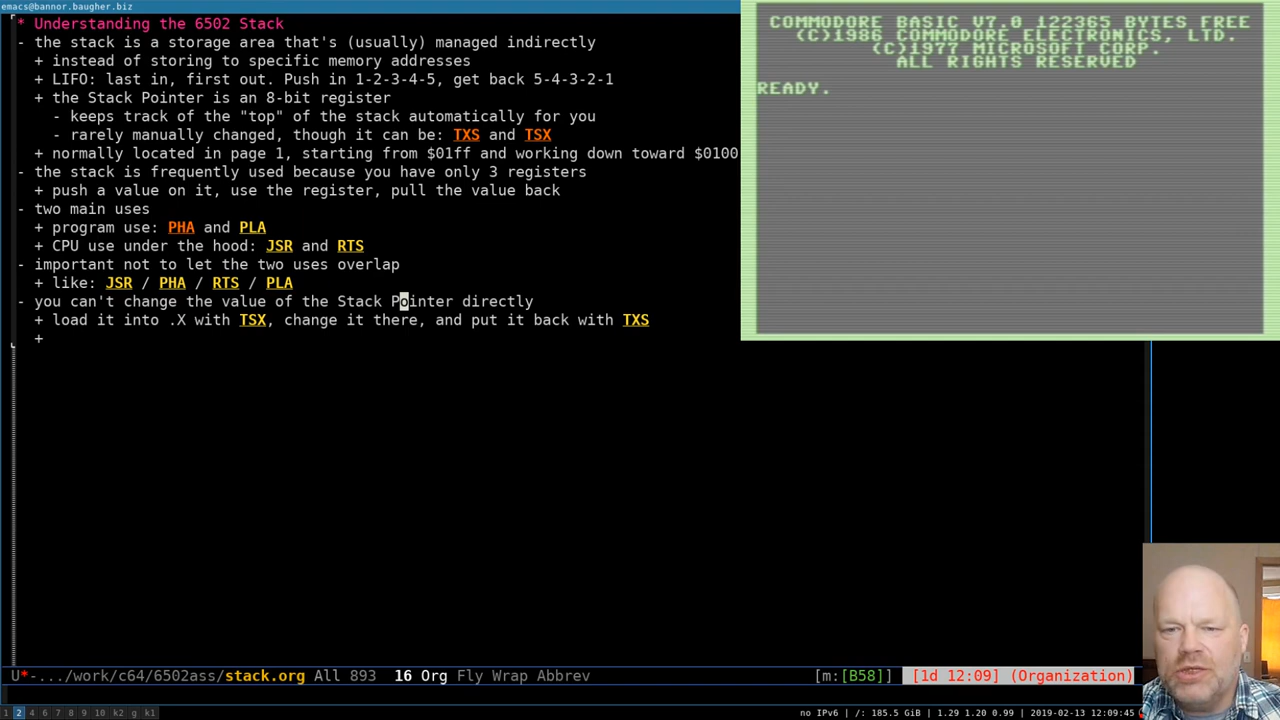 emacs@bannor.baugher.biz
* Understanding the 6502 Stack
- the stack is a storage area that's (usually) managed indirectly
+ instead of storing to specific memory addresses
+ LIFO: last in, first out. Push in 1-2-3-4-5, get back 5-4-3-2-1
+ the Stack Pointer is an 8-bit register
- keeps track of the "top" of the stack automatically for you
- rarely manually changed, though it can be: TXS and TSX
+ normally located in page 1, starting from $01ff and working down toward $0100
- the stack is frequently used because you have only 3 registers
+ push a value on it, use the register, pull the value back
- two main uses
+ program use: PHA and PLA
+ CPU use under the hood: JSR and RTS
- important not to let the two uses overlap
+ like: JSR / PHA / RTS / PLA
- you can't change the value of the Stack Pointer directly
+ load it into .X with TSX, change it there, and put it back with TXS
+
COMMODORE BASIC V7.0 122365 BYTES FREE
(C)1986 COMMODORE ELECTRONICS, LTD.
(C)1977 MICROSOFT CORP.
ALL RIGHTS RESERVED
READY.
U*-.../work/c64/6502ass/stack.org All 893 16 Org Fly Wrap Abbrev [m:[B58]] [1d 12:09] (Organization)
1 2 4 5 6 7 8 9 10 k2 g k1 no IPv6 | /: 185.5 GiB | 1.29 1.20 0.99 | 2019-02-13 12:09:45